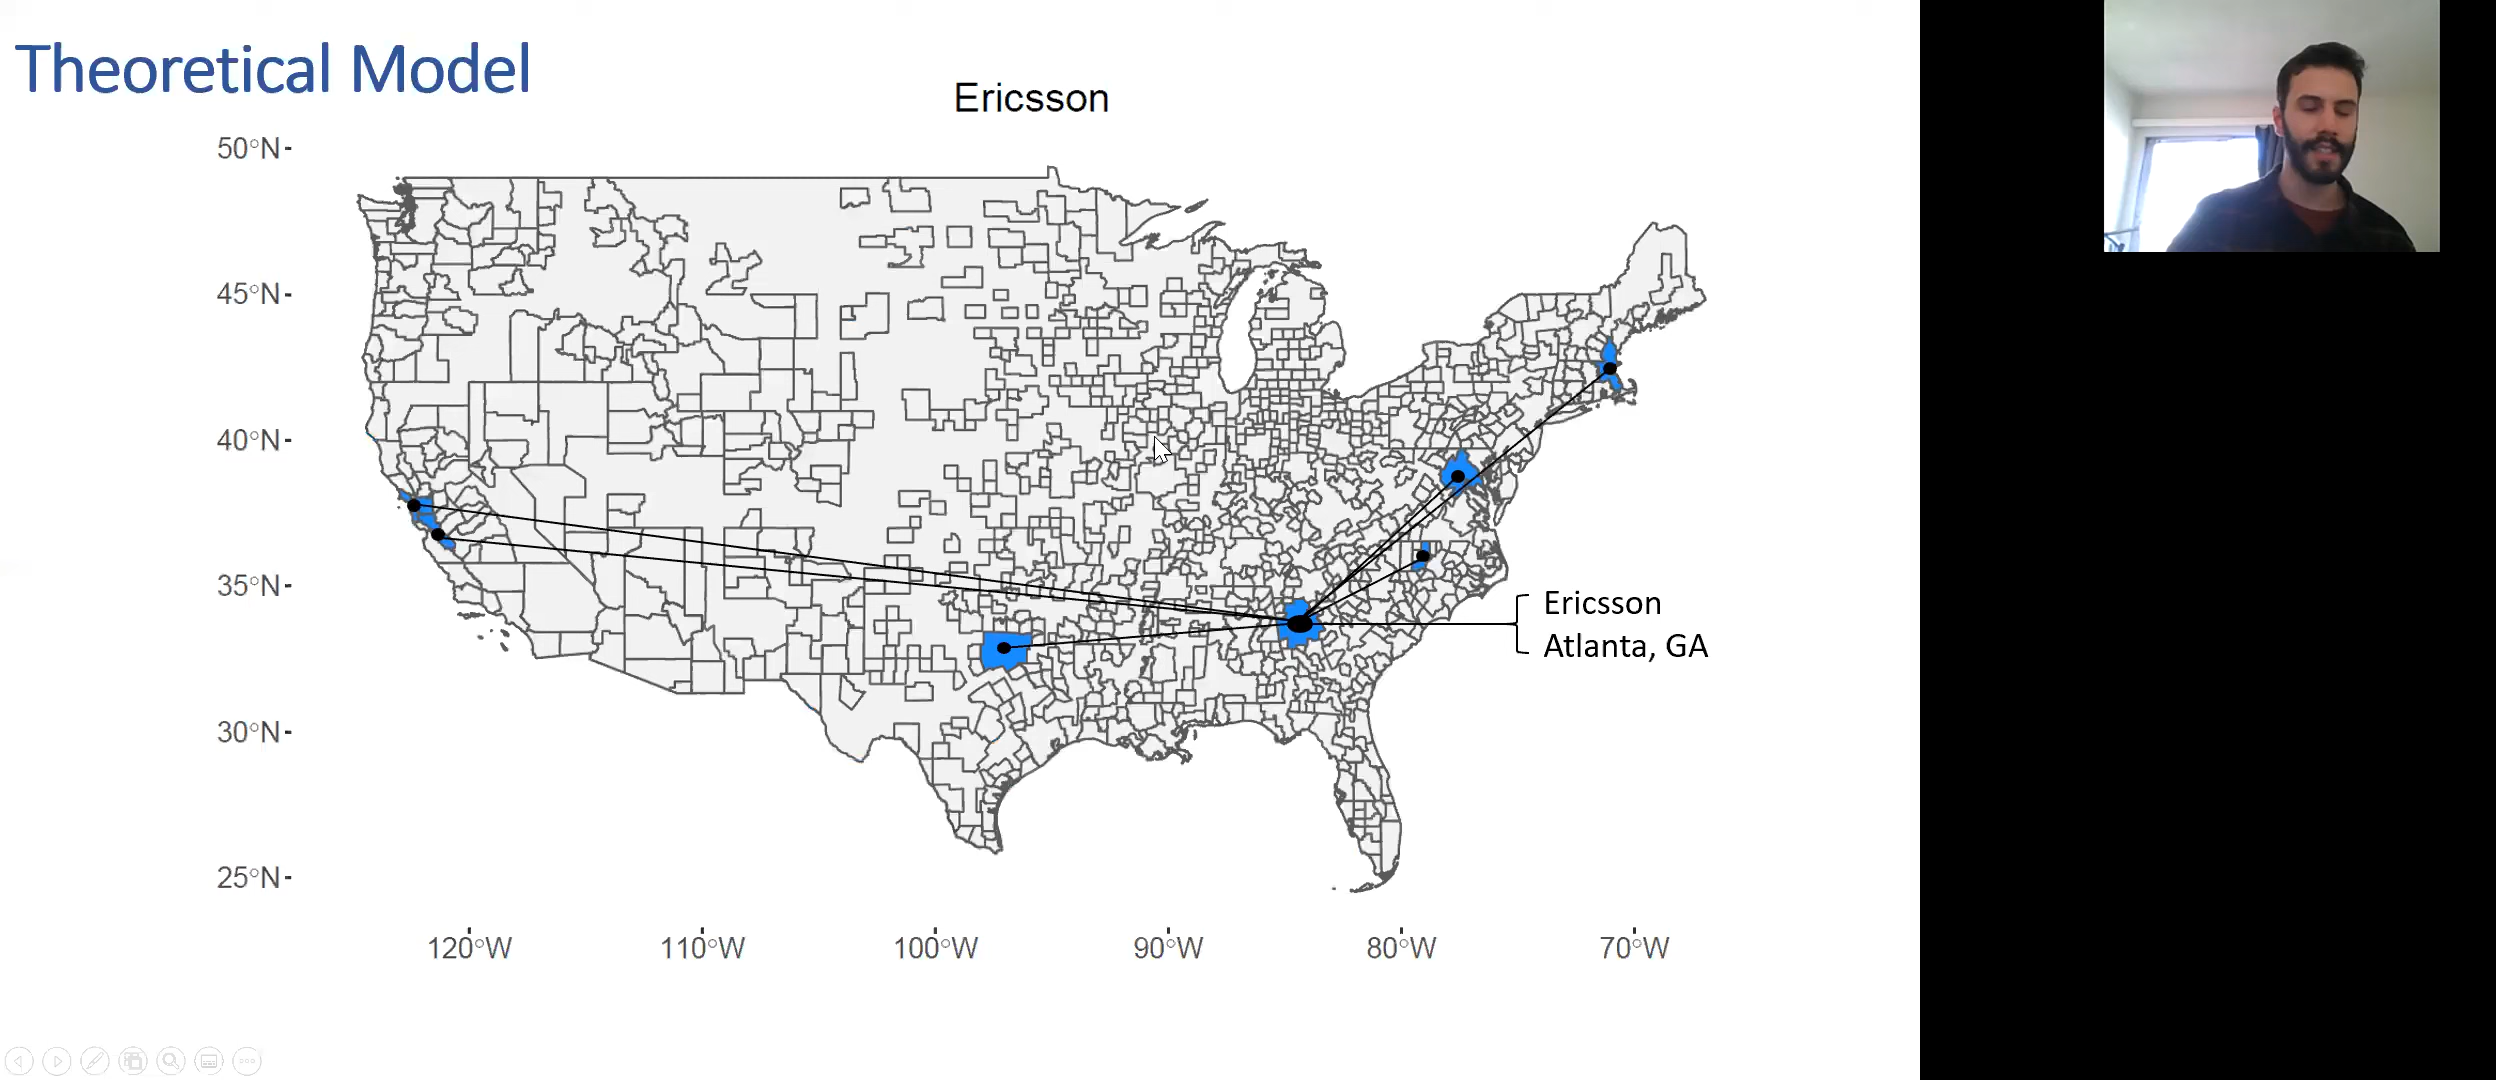 Theoretical Model
Ericsson
50°N
45°N
40°N
35°N
30°N
25°N
Ericsson
Atlanta, GA
120°W
110°W
100°W
90°W
80°W
70°W